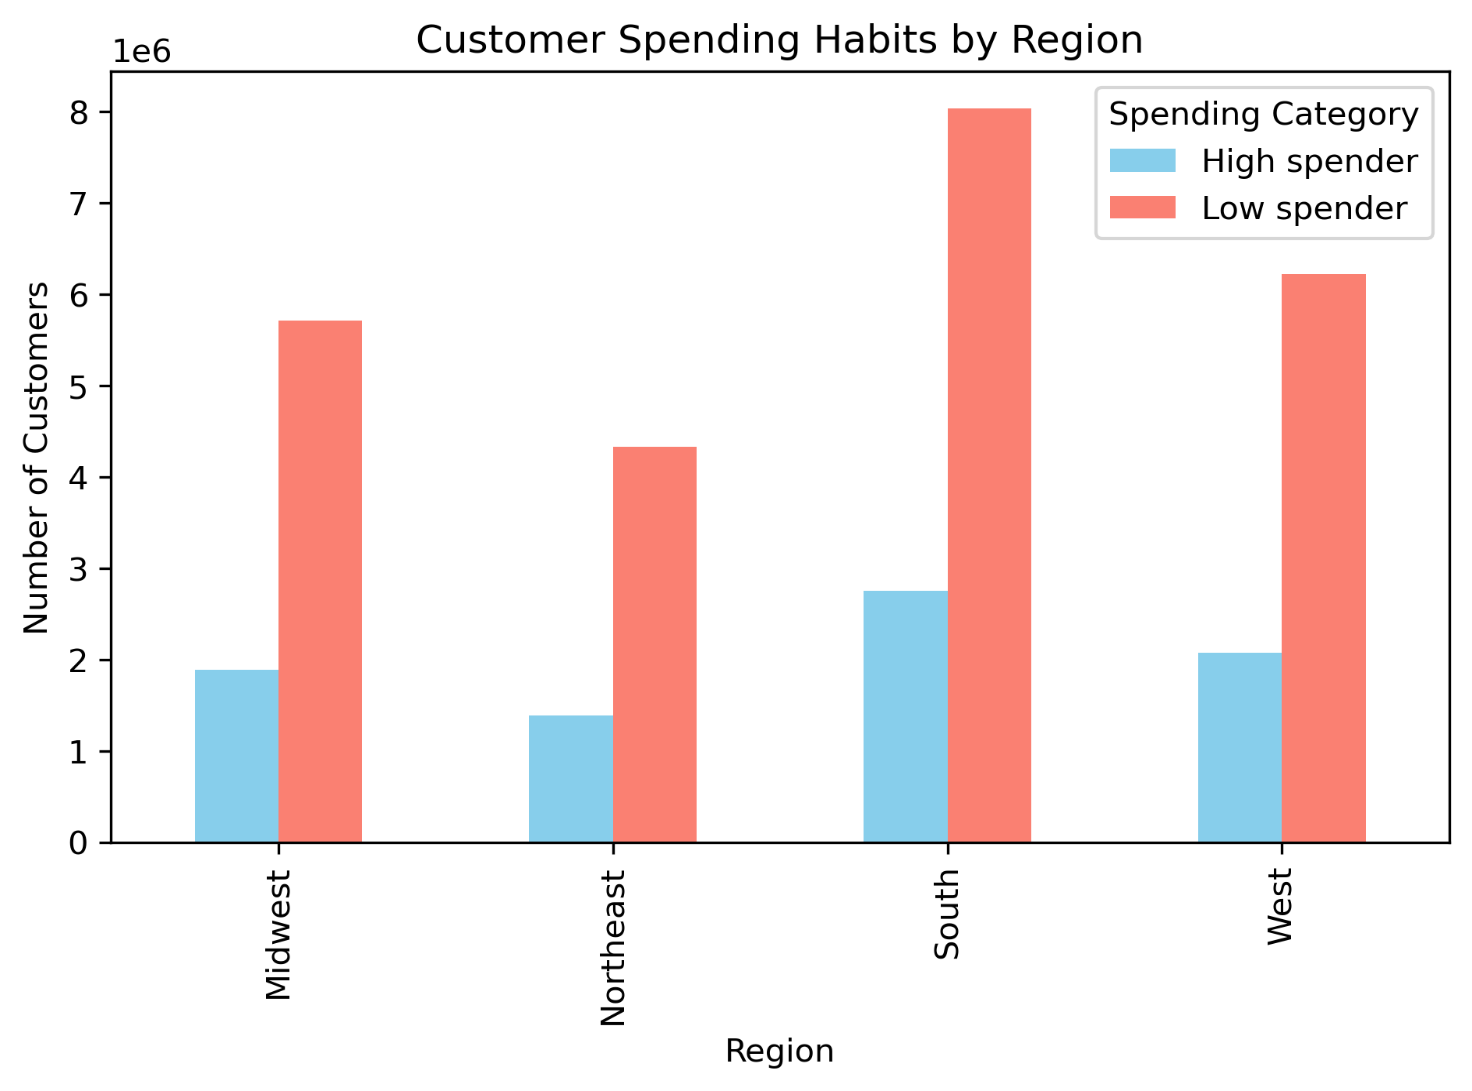 Customer Spending Habits by Region
1e6
Spending Category
High spender
Low spender
8
7
6
5
4
3
2
1
0
Number of Customers
Midwest
Northeast
South
West
Region